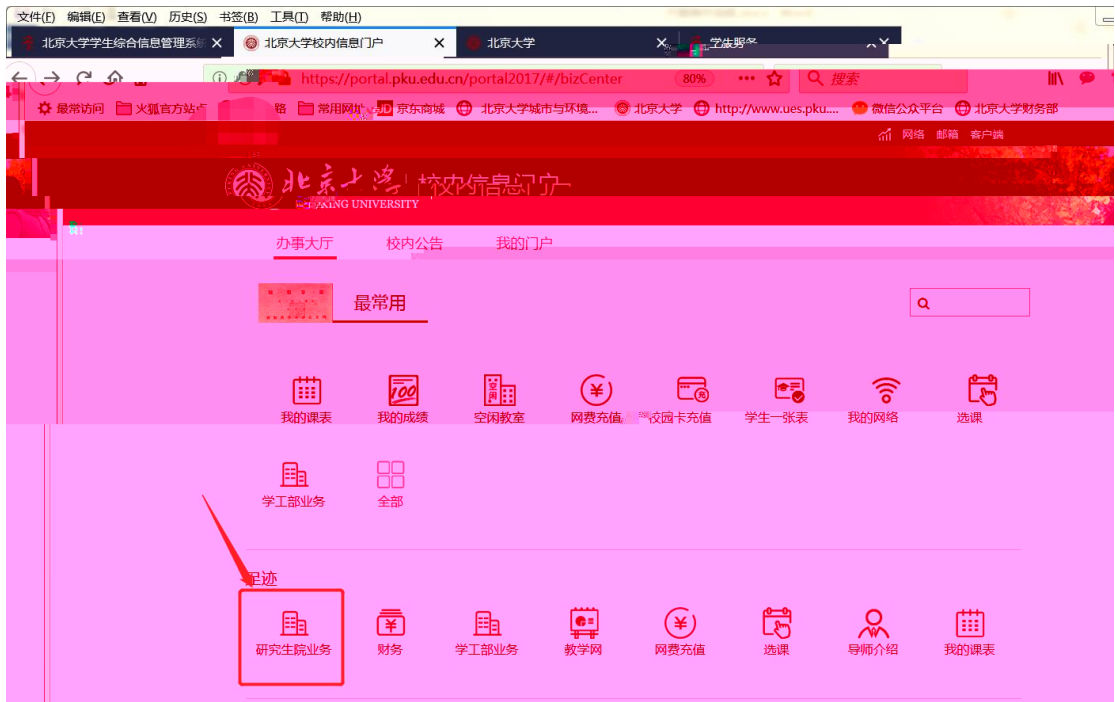 文件(F) 编辑(E) 查看(V) 历史(S) 书签(B) 工具(T) 帮助(H)
北京大学学生综合信息管理系统 北京大学校内信息门户 北京大学
https://portal.pku.edu.cn/portal2017/#/bizCenter 80% 搜索
最常访问 火狐官方站点 常用网址 JD 京东商城 北京大学城市与环境... 北京大学 http://www.ues.pku.... 微信公众平台 北京大学财务部
网络 邮箱 客户端
北京大学 校内信息门户
PEKING UNIVERSITY
办事大厅 校内公告 我的门户
最常用
我的课表 我的成绩 空闲教室 网费充值 校园卡充值 学生一张表 我的网络 选课
学工部业务 全部
足迹
研究生院业务 财务 学工部业务 教学网 网费充值 选课 导师介绍 我的课表